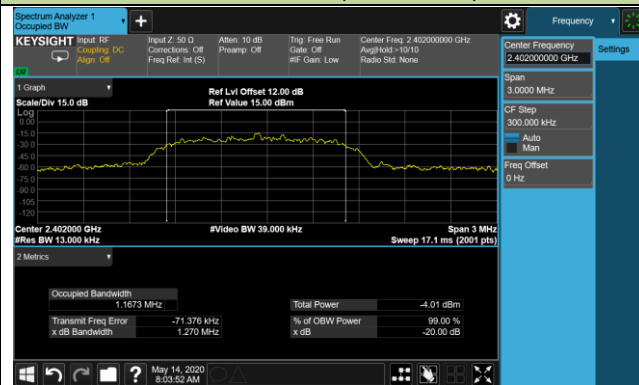 Spectrum Analyzer 1
Occupied BW
Frequency
KEYSIGHT
Input: RF
Coupling: DC
Align: Off
Input Z: 50 Ω
Corrections: Off
Freq Ref: Int (S)
Atten: 10 dB
Preamp: Off
Trig: Free Run
Gate: Off
#IF Gain: Low
Center Freq: 2.402000000 GHz
Avg|Hold:>10/10
Radio Std: None
Center Frequency
2.402000000 GHz
Settings
Span
3.0000 MHz
CF Step
300.000 kHz
Auto
Man
Freq Offset
0 Hz
1 Graph
Scale/Div 15.0 dB
Ref Lvl Offset 12.00 dB
Ref Value 15.00 dBm
Log
0.00
-15.0
-30.0
-45.0
-60.0
-75.0
-90.0
-105
-120
Center 2.402000 GHz
#Res BW 13.000 kHz
#Video BW 39.000 kHz
Span 3 MHz
Sweep 17.1 ms (2001 pts)
2 Metrics
Occupied Bandwidth
1.1673 MHz
Total Power -4.01 dBm
Transmit Freq Error -71.376 kHz
% of OBW Power 99.00 %
x dB Bandwidth 1.270 MHz
x dB -20.00 dB
May 14, 2020
8:03:52 AM